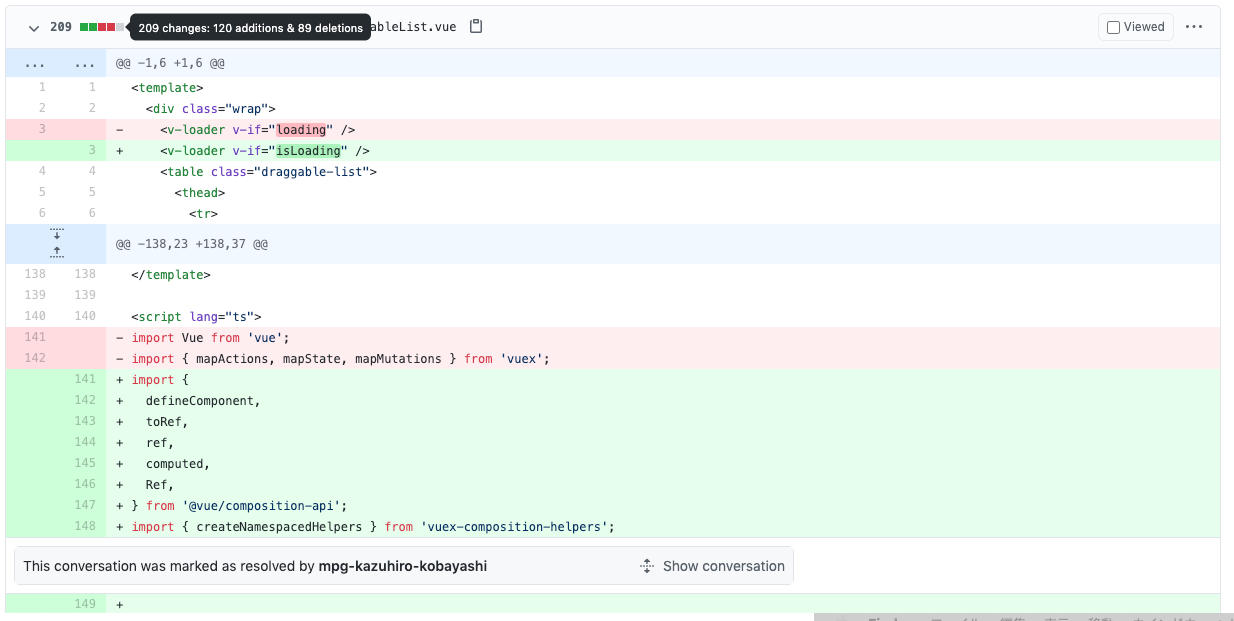 209 209 changes: 120 additions & 89 deletions ableList.vue Viewed
... ... @@ -1,6 +1,6 @@
1 1 <template>
2 2 <div class="wrap">
3 - <v-loader v-if="loading" />
3 + <v-loader v-if="isLoading" />
4 4 <table class="draggable-list">
5 5 <thead>
6 6 <tr>
@@ -138,23 +138,37 @@
138 138 </template>
139 139
140 140 <script lang="ts">
141 - import Vue from 'vue';
142 - import { mapActions, mapState, mapMutations } from 'vuex';
141 + import {
142 + defineComponent,
143 + toRef,
144 + ref,
145 + computed,
146 + Ref,
147 + } from '@vue/composition-api';
148 + import { createNamespacedHelpers } from 'vuex-composition-helpers';
This conversation was marked as resolved by mpg-kazuhiro-kobayashi Show conversation
149 +